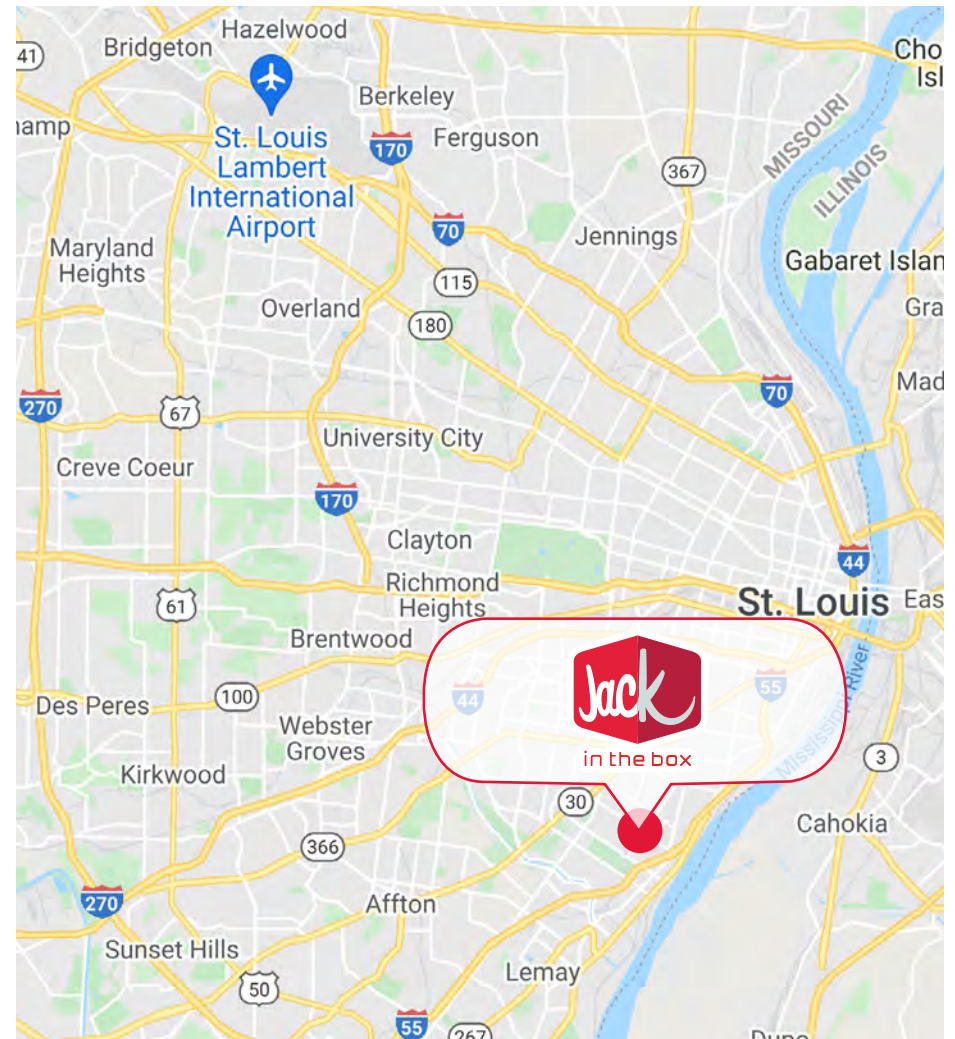 Hazelwood
Cho
Isl
41
Bridgeton
Berkeley
hamp
St. Louis
Lambert
International
Airport
170
Ferguson
367
MISSOURI
ILLINOIS
70
Jennings
Maryland
Heights
Gabaret Islan
115
Overland
180
Gra
270
67
70
Mad
University City
Creve Coeur
170
Clayton
44
Richmond
Heights
61
St. Louis
Eas
Brentwood
Jack
in the box
44
55
Mississippi River
Des Peres
100
Webster
Groves
3
Kirkwood
30
Cahokia
366
270
Affton
Sunset Hills
Lemay
50
55
267
Dupo